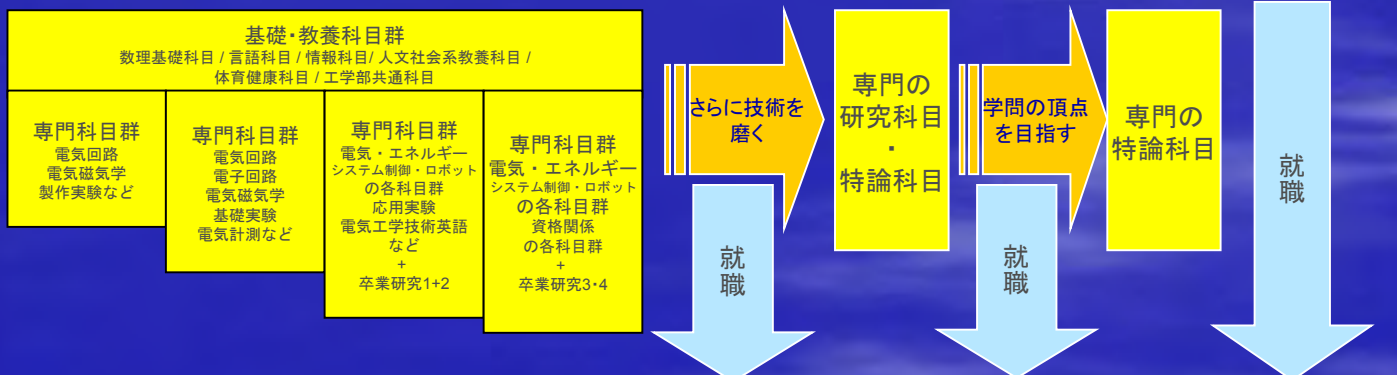 基礎・教養科目群
数理基礎科目 / 言語科目 / 情報科目/ 人文社会系教養科目 /
体育健康科目 / 工学部共通科目
専門科目群
電気回路
電気磁気学
製作実験など
専門科目群
電気回路
電子回路
電気磁気学
基礎実験
電気計測など
専門科目群
電気・エネルギー
システム制御・ロボット
の各科目群
応用実験
電気工学技術英語
など
+
卒業研究1+2
専門科目群
電気・エネルギー
システム制御・ロボット
の各科目群
資格関係
の各科目群
+
卒業研究3・4
さらに技術を
磨く
就
職
専門の
研究科目
・
特論科目
学問の頂点
を目指す
就
職
専門の
特論科目
就
職